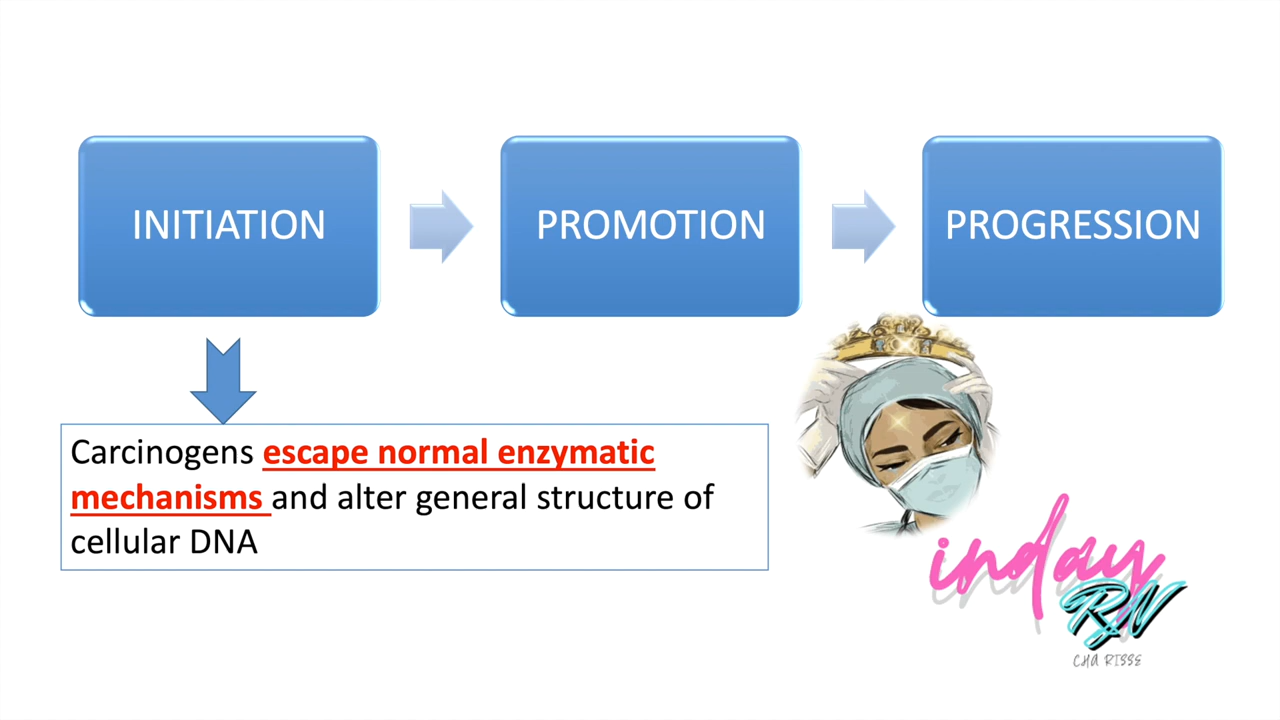 INITIATION
PROMOTION
PROGRESSION
Carcinogens escape normal enzymatic
mechanisms and alter general structure of
cellular DNA
inday
RN
CHA RISSE